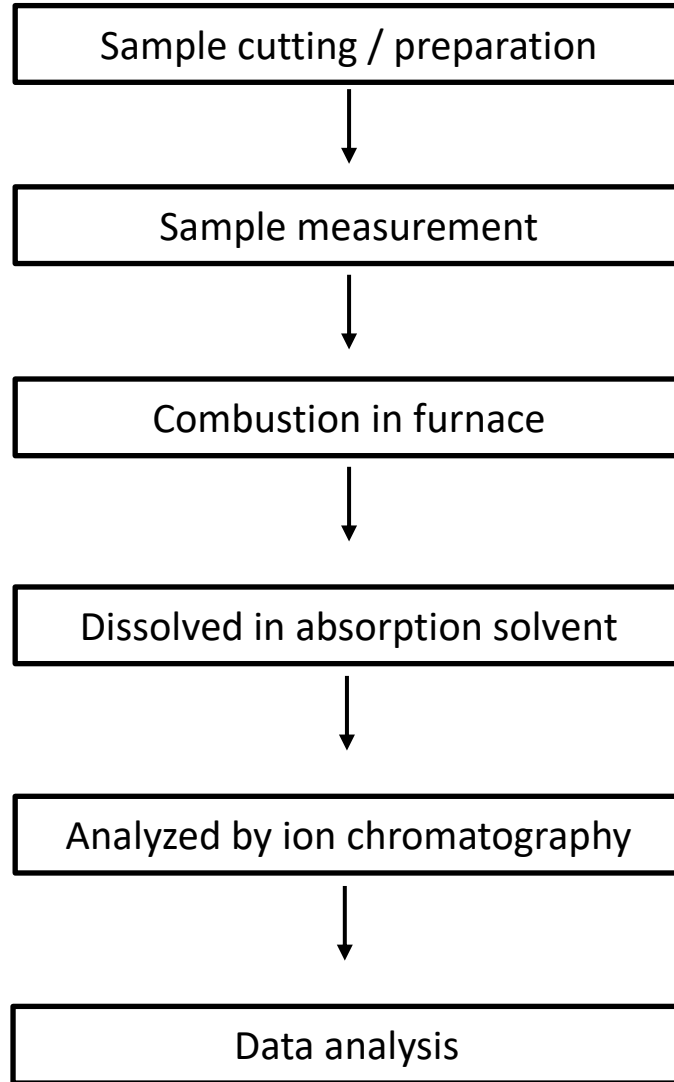 Sample cutting / preparation
Sample measurement
Combustion in furnace
Dissolved in absorption solvent
Analyzed by ion chromatography
Data analysis